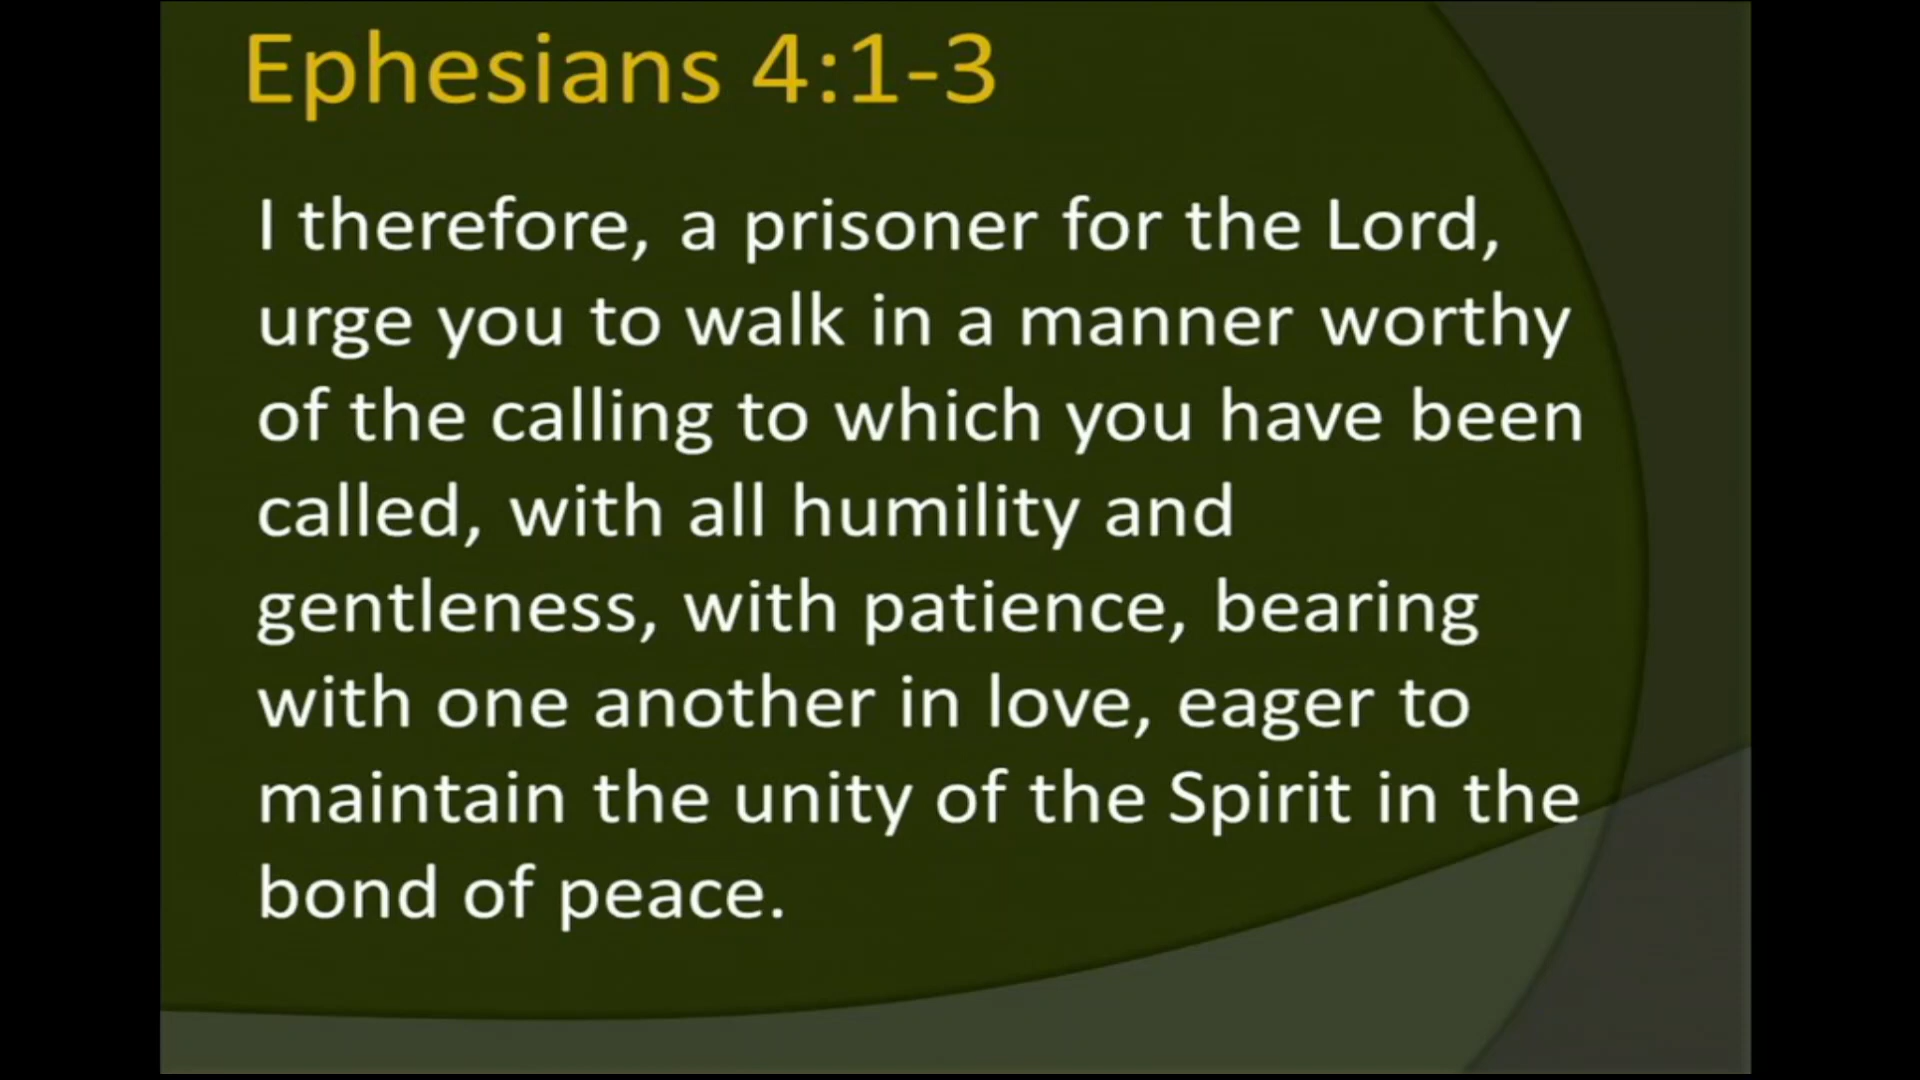 Ephesians 4:1-3
I therefore, a prisoner for the Lord,
urge you to walk in a manner worthy
of the calling to which you have been
called, with all humility and
gentleness, with patience, bearing
with one another in love, eager to
maintain the unity of the Spirit in the
bond of peace.